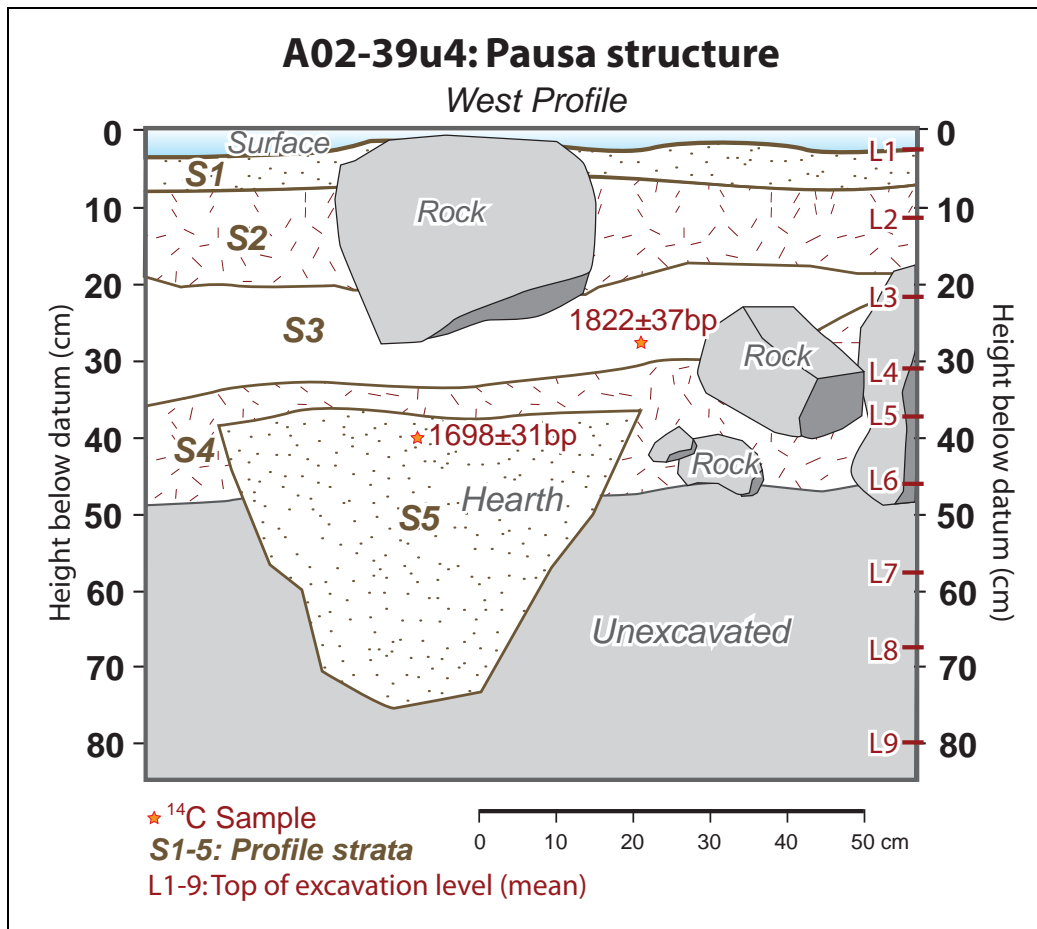 A02-39u4: Pausa structure
West Profile
0
Surface
L1
0
S1
10
Rock
L2
10
S2
20
L3
20
S3
1822±37bp
30
Rock
L4
30
L5
40
1698±31bp
40
S4
Rock
L6
Hearth
50
S5
50
L7
60
60
Unexcavated
L8
70
70
80
L9
80
Height below datum (cm)
Height below datum (cm)
14C Sample
S1-5: Profile strata
L1-9: Top of excavation level (mean)
0 10 20 30 40 50 cm